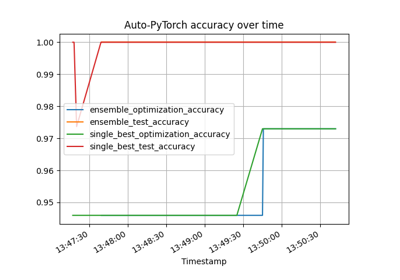 Auto-PyTorch accuracy over time
1.00
0.99
0.98
0.97
0.96
0.95
ensemble_optimization_accuracy
ensemble_test_accuracy
single_best_optimization_accuracy
single_best_test_accuracy
13:47:30
13:48:00
13:48:30
13:49:00
13:49:30
13:50:00
13:50:30
Timestamp